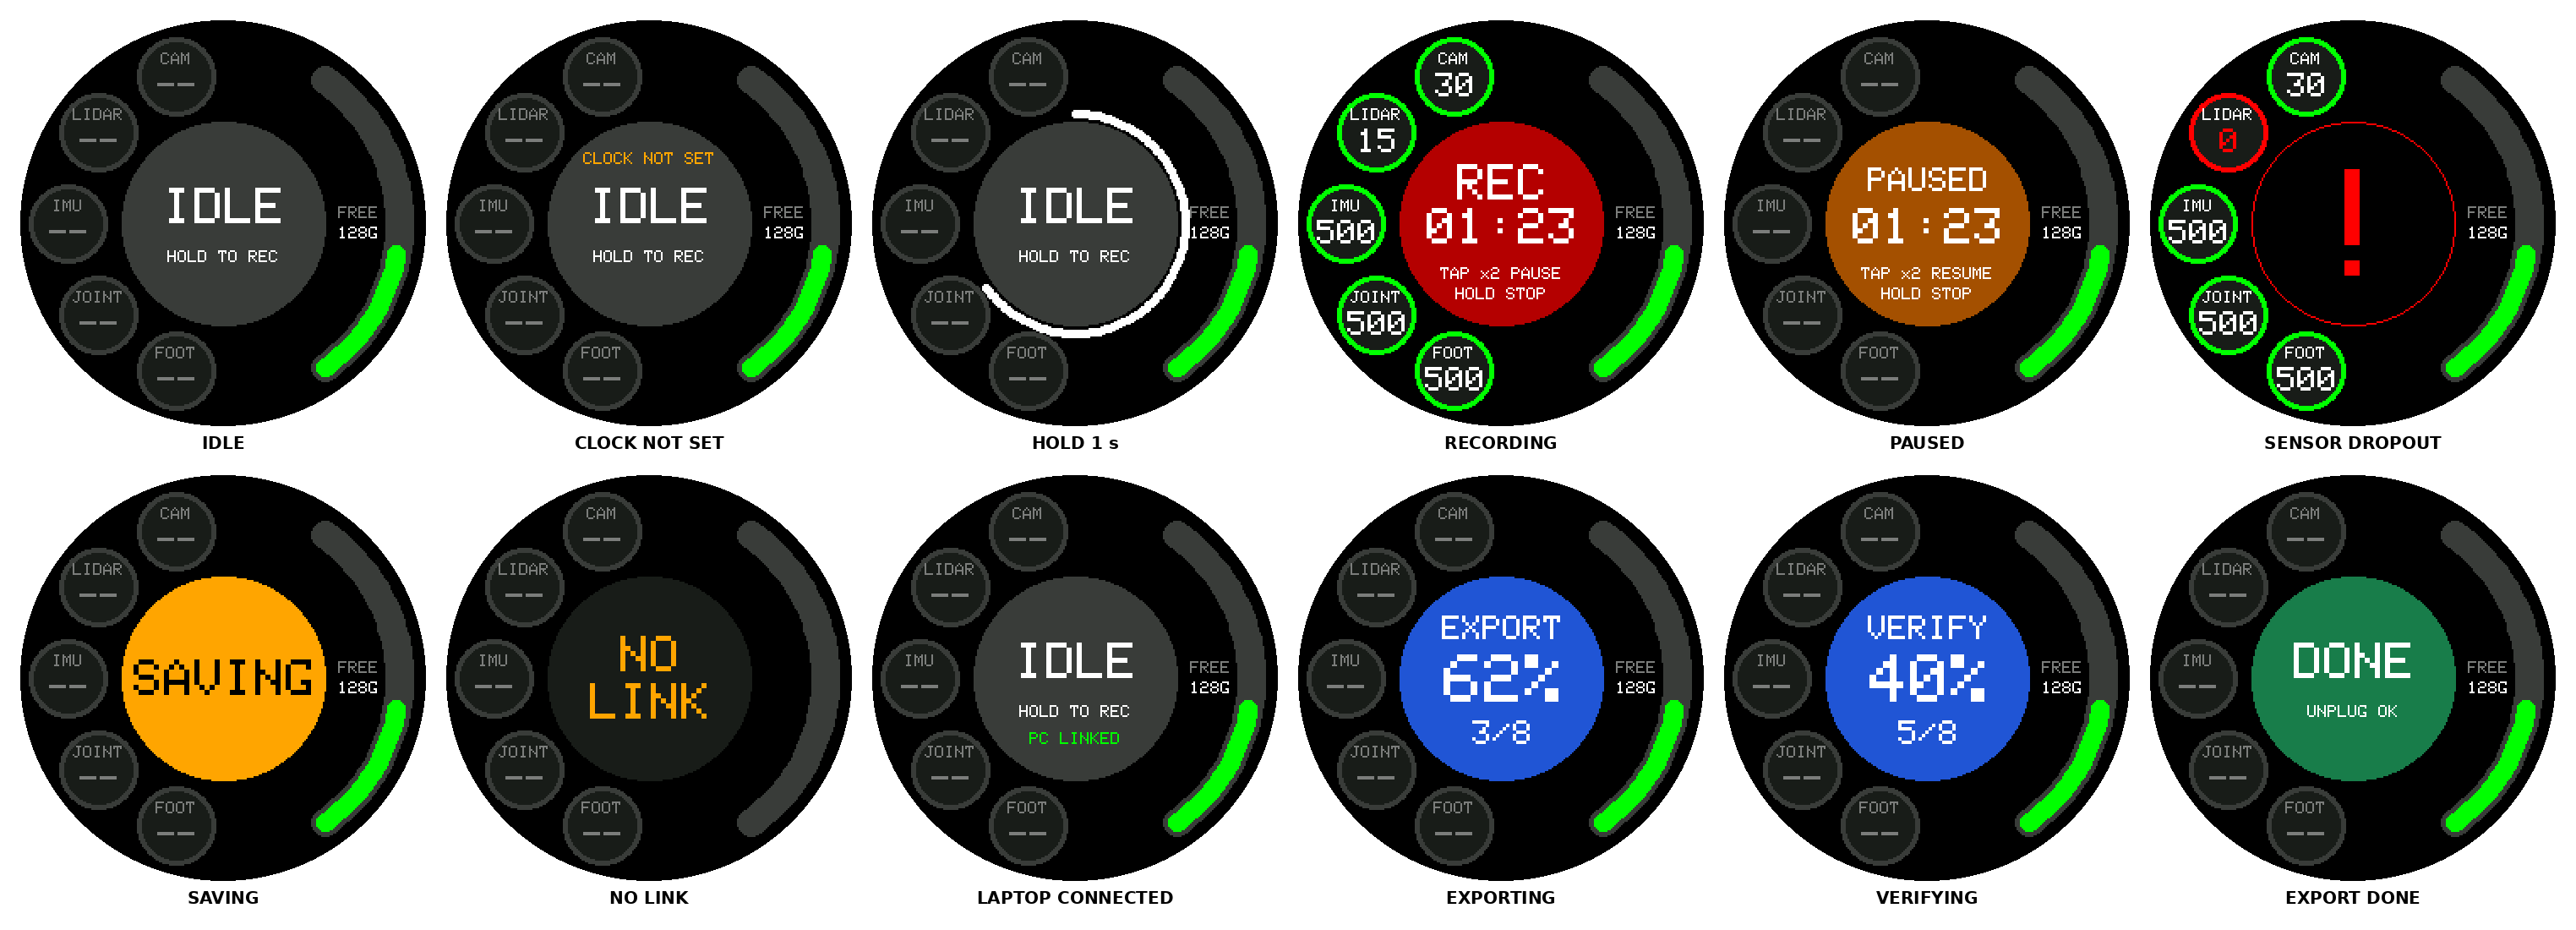 CAM
--
LIDAR
--
IMU
--
JOINT
--
FOOT
--
IDLE
HOLD TO REC
FREE
128G
IDLE
CAM
--
LIDAR
--
IMU
--
JOINT
--
FOOT
--
CLOCK NOT SET
IDLE
HOLD TO REC
FREE
128G
CLOCK NOT SET
CAM
--
LIDAR
--
IMU
--
JOINT
--
FOOT
--
IDLE
HOLD TO REC
FREE
128G
HOLD 1 s
CAM
30
LIDAR
15
IMU
500
JOINT
500
FOOT
500
REC
01:23
TAP x2 PAUSE
HOLD STOP
FREE
128G
RECORDING
CAM
--
LIDAR
--
IMU
--
JOINT
--
FOOT
--
PAUSED
01:23
TAP x2 RESUME
HOLD STOP
FREE
128G
PAUSED
CAM
30
LIDAR
0
IMU
500
JOINT
500
FOOT
500
!
FREE
128G
SENSOR DROPOUT
CAM
--
LIDAR
--
IMU
--
JOINT
--
FOOT
--
SAVING
FREE
128G
SAVING
CAM
--
LIDAR
--
IMU
--
JOINT
--
FOOT
--
NO
LINK
NO LINK
CAM
--
LIDAR
--
IMU
--
JOINT
--
FOOT
--
IDLE
HOLD TO REC
PC LINKED
FREE
128G
LAPTOP CONNECTED
CAM
--
LIDAR
--
IMU
--
JOINT
--
FOOT
--
EXPORT
62%
3/8
FREE
128G
EXPORTING
CAM
--
LIDAR
--
IMU
--
JOINT
--
FOOT
--
VERIFY
40%
5/8
FREE
128G
VERIFYING
CAM
--
LIDAR
--
IMU
--
JOINT
--
FOOT
--
DONE
UNPLUG OK
FREE
128G
EXPORT DONE